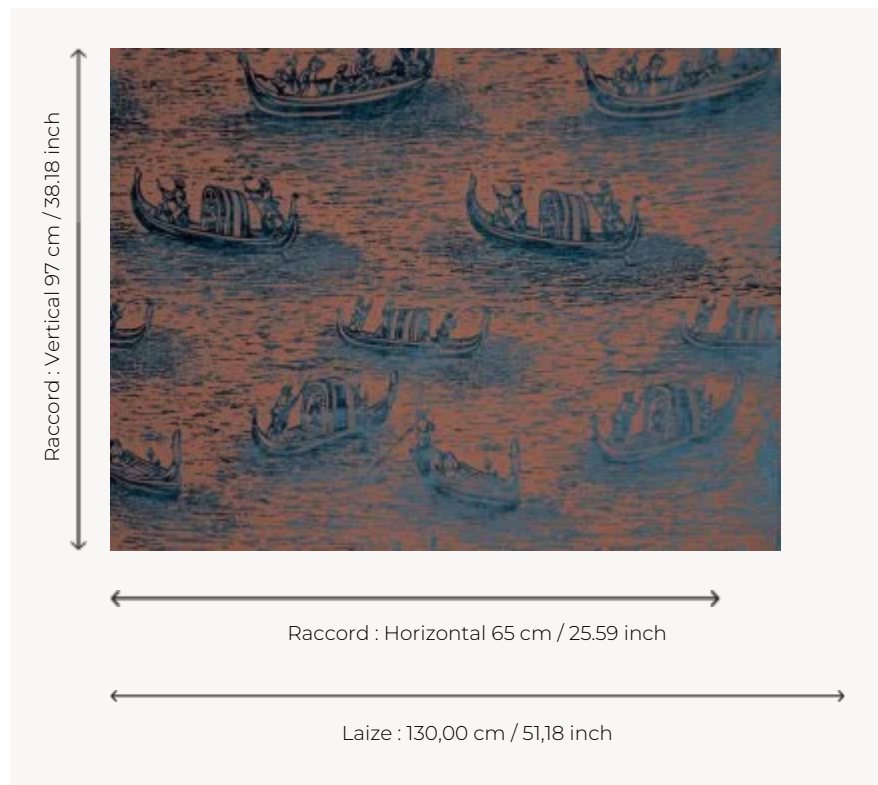 Raccord : Vertical 97 cm / 38.18 inch
Raccord : Horizontal 65 cm / 25.59 inch
Laize : 130,00 cm / 51,18 inch